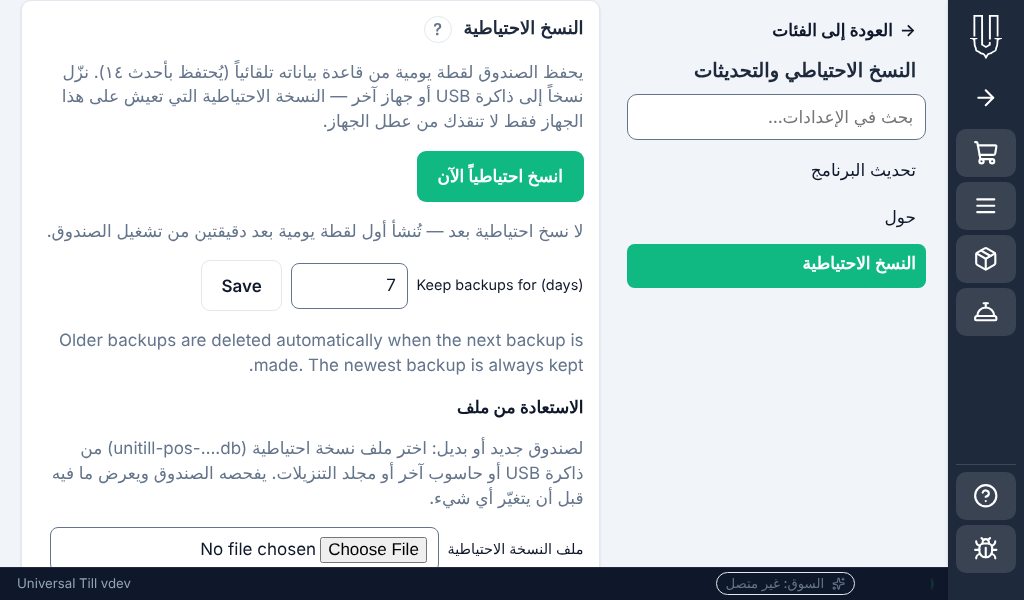 → العودة إلى الفئات
النسخ الاحتياطي والتحديثات
بحث في الإعدادات...
تحديث البرنامج
حول
النسخ الاحتياطية
النسخ الاحتياطية ?
يحفظ الصندوق لقطة يومية من قاعدة بياناته تلقائياً (يُحتفظ بأحدث ١٤). نزّل
نسخاً إلى ذاكرة USB أو جهاز آخر — النسخة الاحتياطية التي تعيش على هذا
الجهاز فقط لا تنقذك من عطل الجهاز.
انسخ احتياطياً الآن
لا نسخ احتياطية بعد — تُنشأ أول لقطة يومية بعد دقيقتين من تشغيل الصندوق.
Keep backups for (days) 7 Save
Older backups are deleted automatically when the next backup is
made. The newest backup is always kept.
الاستعادة من ملف
لصندوق جديد أو بديل: اختر ملف نسخة احتياطية (unitill-pos-....db) من
ذاكرة USB أو حاسوب آخر أو مجلد التنزيلات. يفحصه الصندوق ويعرض ما فيه
قبل أن يتغيّر أي شيء.
ملف النسخة الاحتياطية Choose File No file chosen
السوق: غير متصل
Universal Till vdev